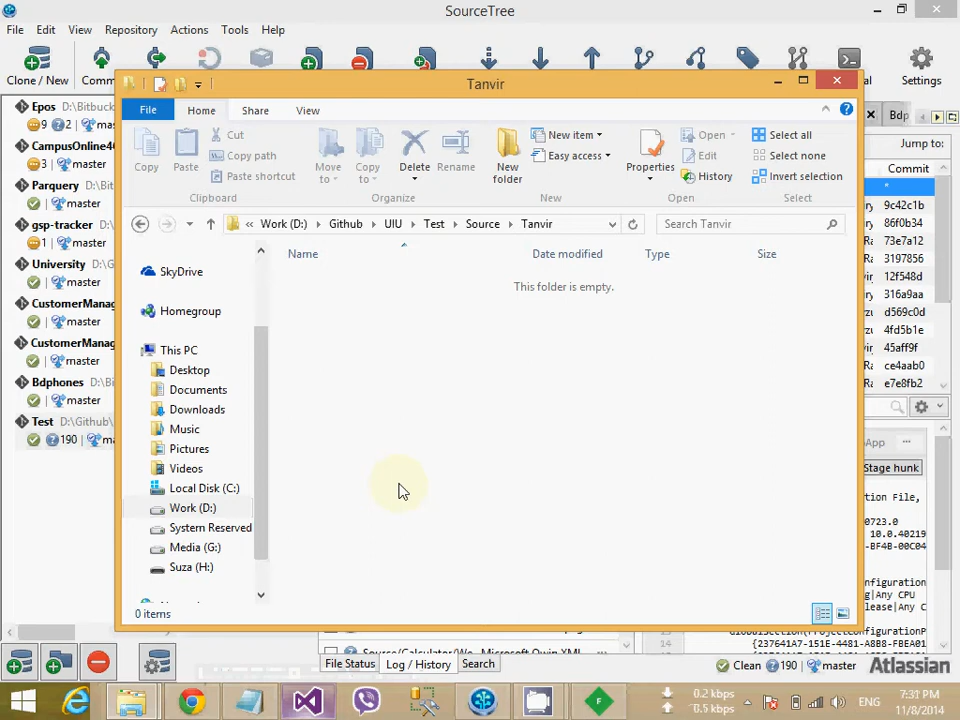 SourceTree
File Edit View Repository Actions Tools Help
Clone / New Comm al Settings
Tanvir
File Home Share View
Copy Paste Cut Copy path Paste shortcut
Clipboard
Move to Copy to Delete Rename
Organize
New folder New item Easy access
New
Properties Open Edit History
Open
Select all Select none Invert selection
Select
« Work (D:) Github UIU Test Source Tanvir
Search Tanvir
Name Date modified Type Size
This folder is empty.
SkyDrive
Homegroup
This PC
Desktop
Documents
Downloads
Music
Pictures
Videos
Local Disk (C:)
Work (D:)
System Reserved
Media (G:)
Suza (H:)
0 items
Epos D:\Bitbuck
9 2 mas
CampusOnline4
3 master
Parquery D:\Bit
master
gsp-tracker
1 master
University D:\G
master
CustomerManag
master
CustomerManag
master
Bdphones D:\Bi
master
Test D:\Github\
190 ma
Bdp
Jump to:
Commit
*
9c42c1b
86f0b34
73e7a12
3197856
12f548d
316a9aa
d569c0d
4fd5b1e
45aff9f
ce4aab0
e7e8fb2
App
Stage hunk
File Status Log / History Search
Clean 190 master Atlassian
0.2 kbps
0.5 kbps
ENG
7:31 PM
11/8/2014